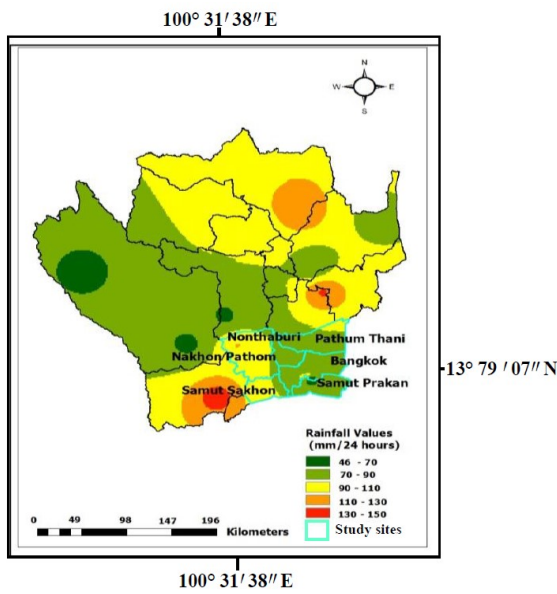 100° 31′ 38″ E
N
W E
S
Nonthaburi
Pathum Thani
Nakhon Pathom
Bangkok
13° 79 ′ 07″ N
Samut Prakan
Samut Sakhon
Rainfall Values
(mm/24 hours)
46 - 70
70 - 90
90 - 110
110 - 130
130 - 150
Study sites
0 49 98 147 196
Kilometers
100° 31′ 38″ E